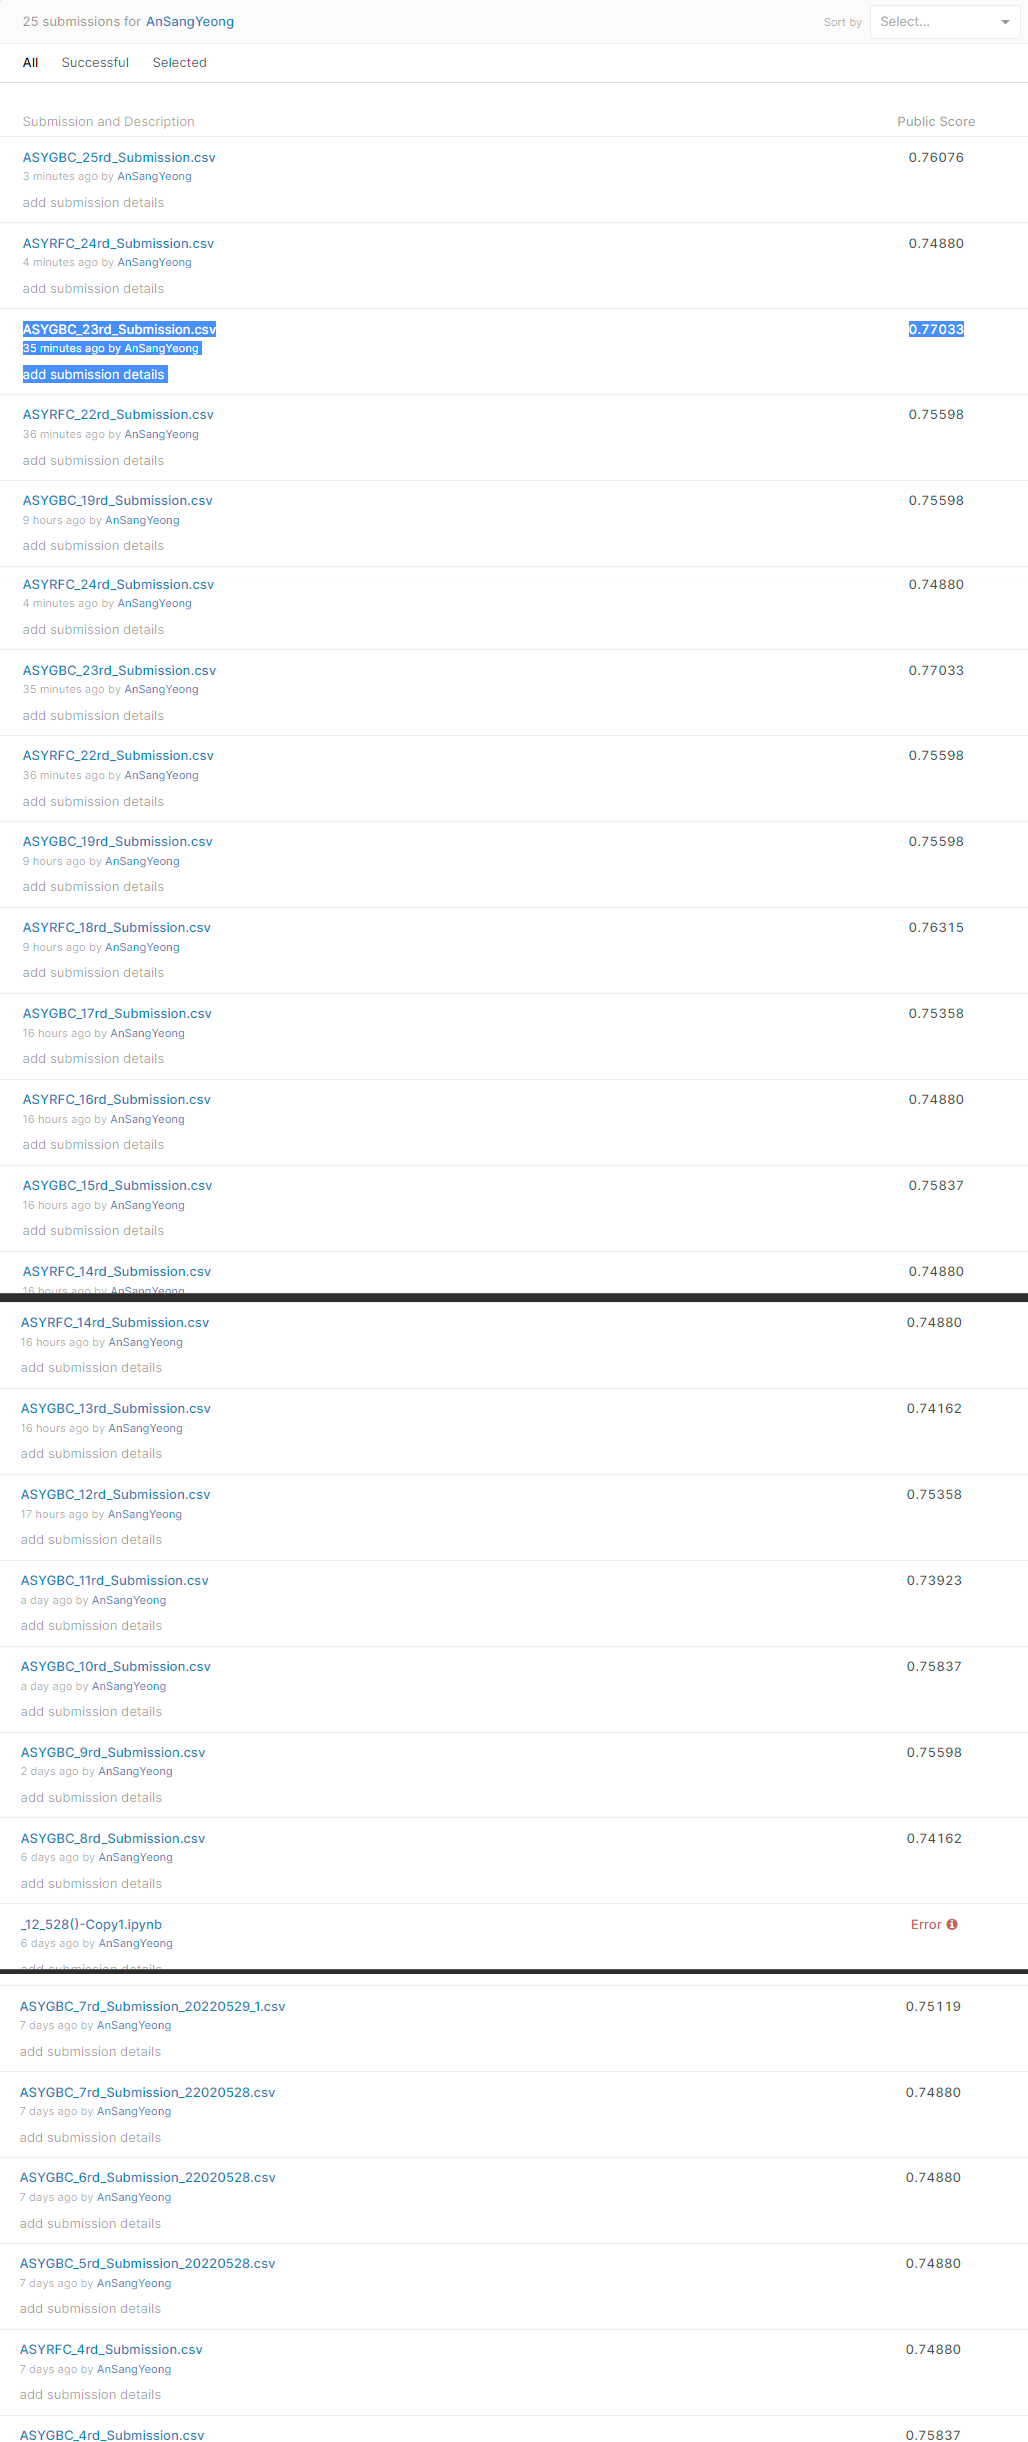 25 submissions for AnSangYeong
Sort by Select...
All Successful Selected
Submission and Description Public Score
ASYGBC_25rd_Submission.csv 0.76076
3 minutes ago by AnSangYeong
add submission details
ASYRFC_24rd_Submission.csv 0.74880
4 minutes ago by AnSangYeong
add submission details
ASYGBC_23rd_Submission.csv 0.77033
35 minutes ago by AnSangYeong
add submission details
ASYRFC_22rd_Submission.csv 0.75598
36 minutes ago by AnSangYeong
add submission details
ASYGBC_19rd_Submission.csv 0.75598
9 hours ago by AnSangYeong
add submission details
ASYRFC_24rd_Submission.csv 0.74880
4 minutes ago by AnSangYeong
add submission details
ASYGBC_23rd_Submission.csv 0.77033
35 minutes ago by AnSangYeong
add submission details
ASYRFC_22rd_Submission.csv 0.75598
36 minutes ago by AnSangYeong
add submission details
ASYGBC_19rd_Submission.csv 0.75598
9 hours ago by AnSangYeong
add submission details
ASYRFC_18rd_Submission.csv 0.76315
9 hours ago by AnSangYeong
add submission details
ASYGBC_17rd_Submission.csv 0.75358
16 hours ago by AnSangYeong
add submission details
ASYRFC_16rd_Submission.csv 0.74880
16 hours ago by AnSangYeong
add submission details
ASYGBC_15rd_Submission.csv 0.75837
16 hours ago by AnSangYeong
add submission details
ASYRFC_14rd_Submission.csv 0.74880
16 hours ago by AnSangYeong
ASYRFC_14rd_Submission.csv 0.74880
16 hours ago by AnSangYeong
add submission details
ASYGBC_13rd_Submission.csv 0.74162
16 hours ago by AnSangYeong
add submission details
ASYGBC_12rd_Submission.csv 0.75358
17 hours ago by AnSangYeong
add submission details
ASYGBC_11rd_Submission.csv 0.73923
a day ago by AnSangYeong
add submission details
ASYGBC_10rd_Submission.csv 0.75837
a day ago by AnSangYeong
add submission details
ASYGBC_9rd_Submission.csv 0.75598
2 days ago by AnSangYeong
add submission details
ASYGBC_8rd_Submission.csv 0.74162
6 days ago by AnSangYeong
add submission details
_12_528()-Copy1.ipynb Error
6 days ago by AnSangYeong
add submission details
ASYGBC_7rd_Submission_20220529_1.csv 0.75119
7 days ago by AnSangYeong
add submission details
ASYGBC_7rd_Submission_22020528.csv 0.74880
7 days ago by AnSangYeong
add submission details
ASYGBC_6rd_Submission_22020528.csv 0.74880
7 days ago by AnSangYeong
add submission details
ASYGBC_5rd_Submission_20220528.csv 0.74880
7 days ago by AnSangYeong
add submission details
ASYRFC_4rd_Submission.csv 0.74880
7 days ago by AnSangYeong
add submission details
ASYGBC_4rd_Submission.csv 0.75837